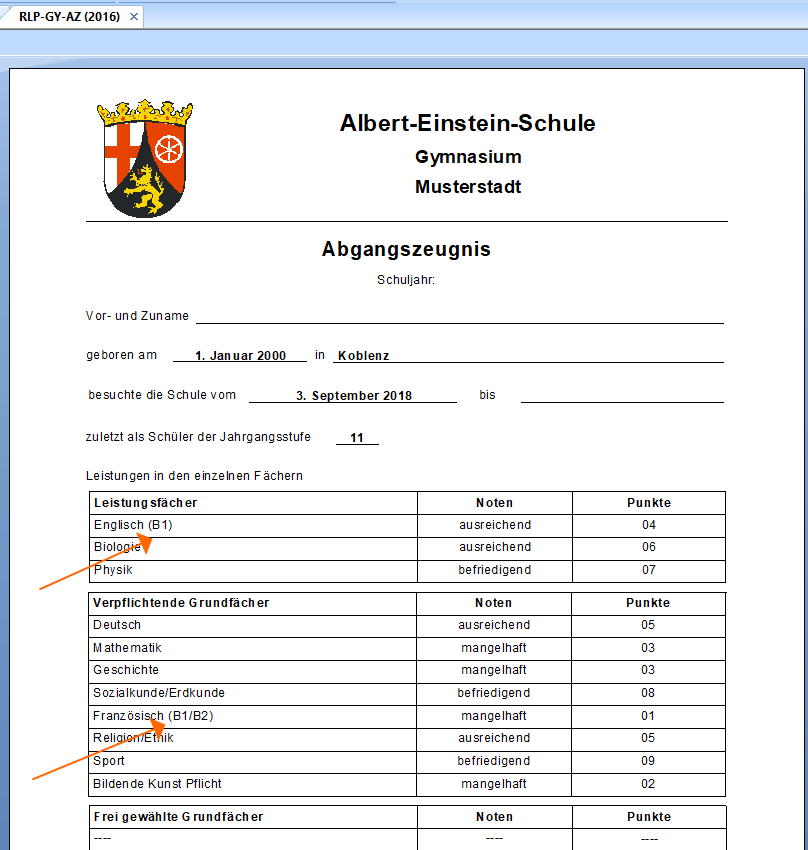 RLP-GY-AZ (2016) ×
Albert-Einstein-Schule
Gymnasium
Musterstadt
Abgangszeugnis
Schuljahr:
Vor- und Zuname
geboren am 1. Januar 2000 in Koblenz
besuchte die Schule vom 3. September 2018 bis
zuletzt als Schüler der Jahrgangsstufe 11
Leistungen in den einzelnen Fächern
Leistungsfächer Noten Punkte
Englisch (B1) ausreichend 04
Biologie ausreichend 06
Physik befriedigend 07
Verpflichtende Grundfächer Noten Punkte
Deutsch ausreichend 05
Mathematik mangelhaft 03
Geschichte mangelhaft 03
Sozialkunde/Erdkunde befriedigend 08
Französisch (B1/B2) mangelhaft 01
Religion/Ethik ausreichend 05
Sport befriedigend 09
Bildende Kunst Pflicht mangelhaft 02
Frei gewählte Grundfächer Noten Punkte
---- ---- ----